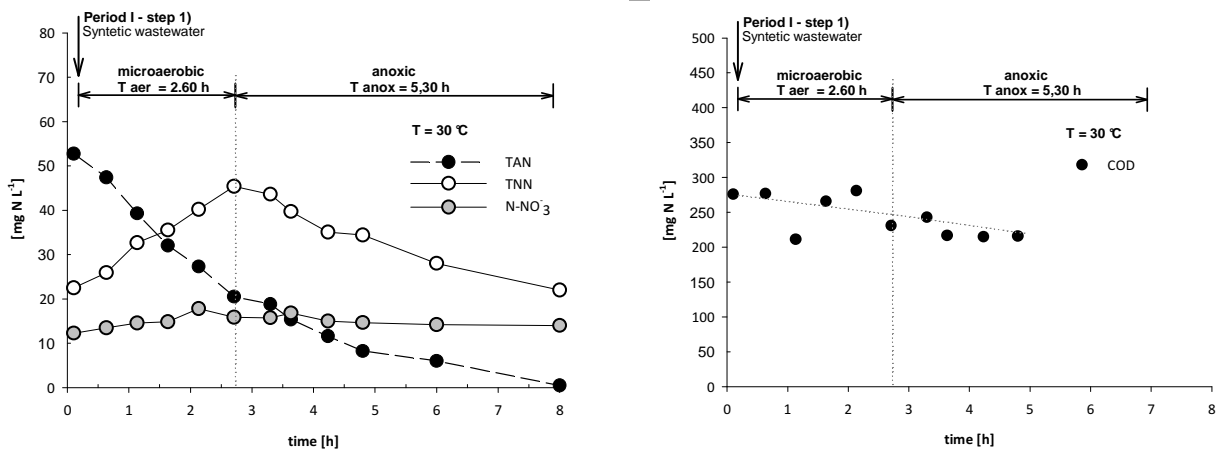 Period I - step 1)
Syntetic wastewater
80
70
60
50
40
30
20
10
0
[mg N L-1]
microaerobic
T aer = 2.60 h
anoxic
T anox = 5,30 h
T = 30 °C
TAN
TNN
N-NO-3
0 1 2 3 4 5 6 7 8
time [h]
Period I - step 1)
Syntetic wastewater
500
450
400
350
300
250
200
150
100
50
0
[mg N L-1]
microaerobic
T aer = 2.60 h
anoxic
T anox = 5,30 h
T = 30 °C
COD
0 1 2 3 4 5 6 7 8
time [h]